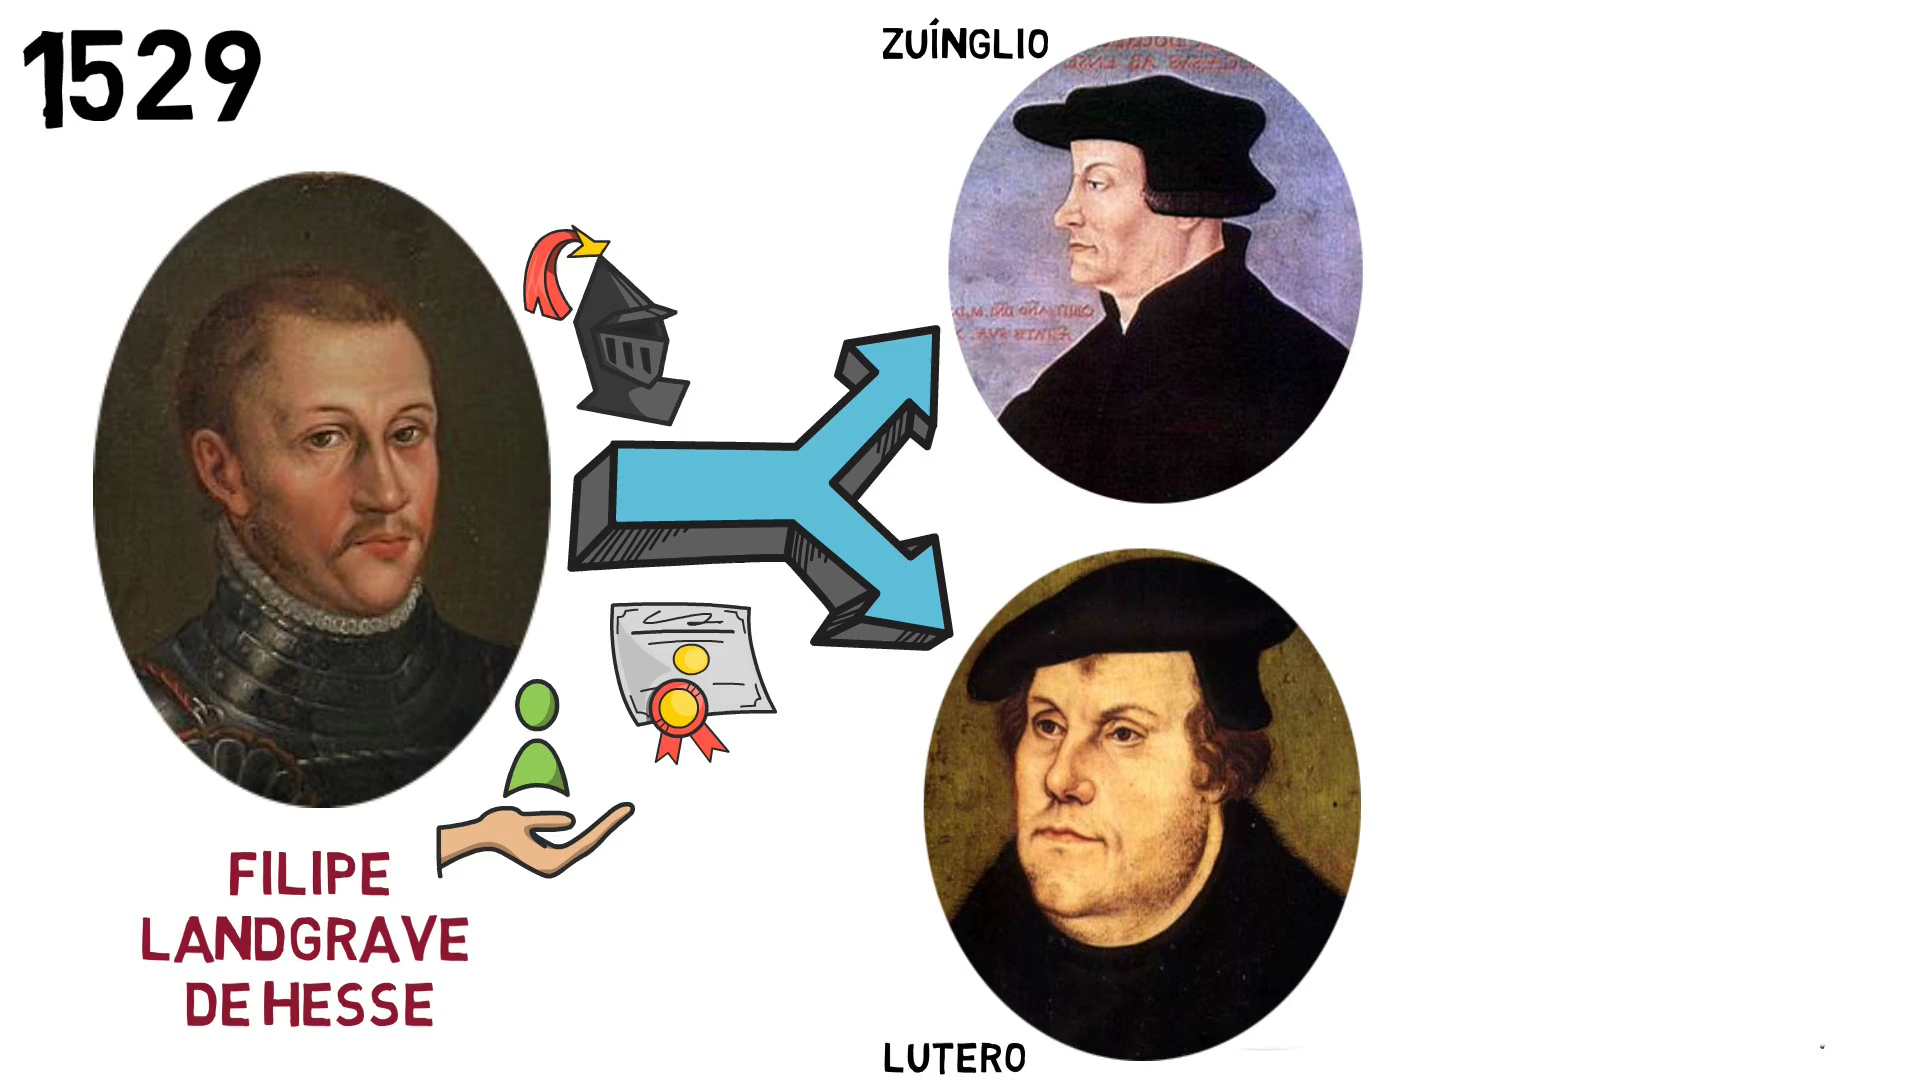 1529
ZUÍNGLIO
FILIPE
LANDGRAVE
DE HESSE
LUTERO